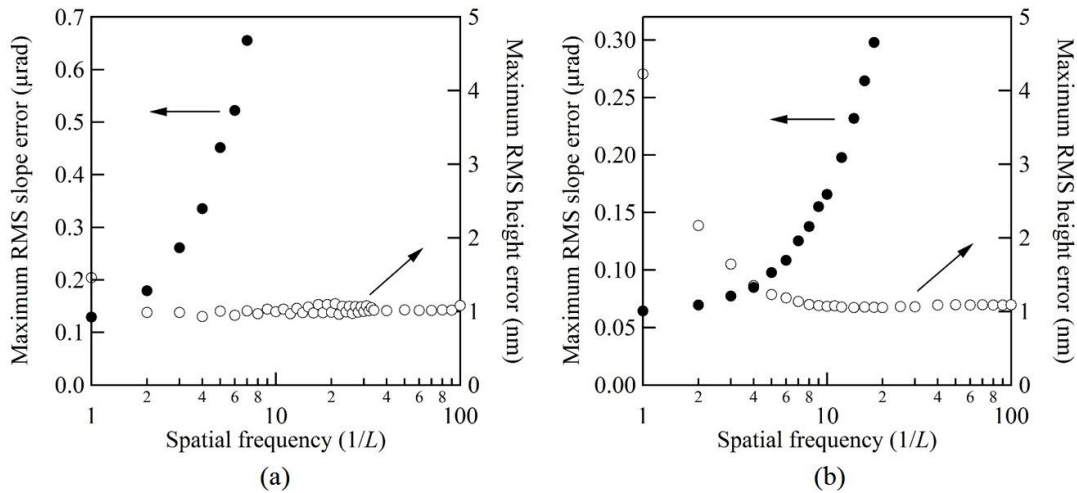 0.7
0.6
0.5
0.4
0.3
0.2
0.1
0.0
Maximum RMS slope error (μrad)
5
4
3
2
1
0
Maximum RMS height error (nm)
1 2 4 6 8 10 2 4 6 8 100
Spatial frequency (1/L)
(a)
0.30
0.25
0.20
0.15
0.10
0.05
0.00
Maximum RMS slope error (μrad)
5
4
3
2
1
0
Maximum RMS height error (nm)
1 2 4 6 8 10 2 4 6 8 100
Spatial frequency (1/L)
(b)